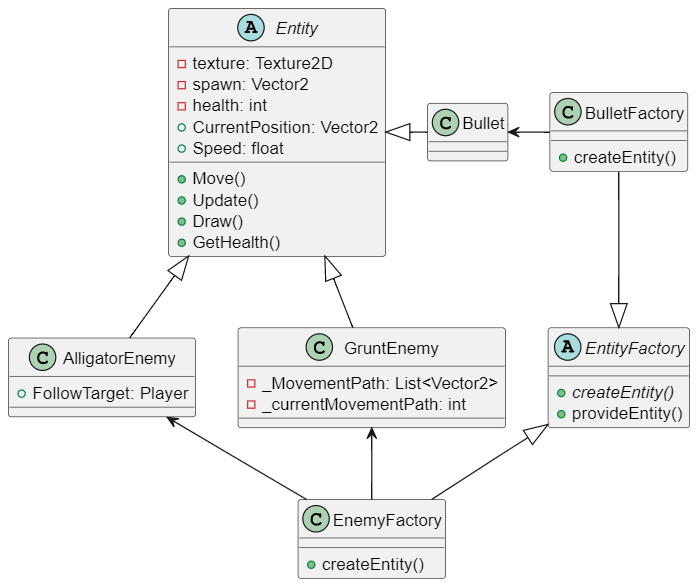 A Entity
texture: Texture2D
spawn: Vector2
health: int
CurrentPosition: Vector2
Speed: float
Move()
Update()
Draw()
GetHealth()
C Bullet
C BulletFactory
createEntity()
C AlligatorEnemy
FollowTarget: Player
C GruntEnemy
_MovementPath: List<Vector2>
_currentMovementPath: int
A EntityFactory
createEntity()
provideEntity()
C EnemyFactory
createEntity()